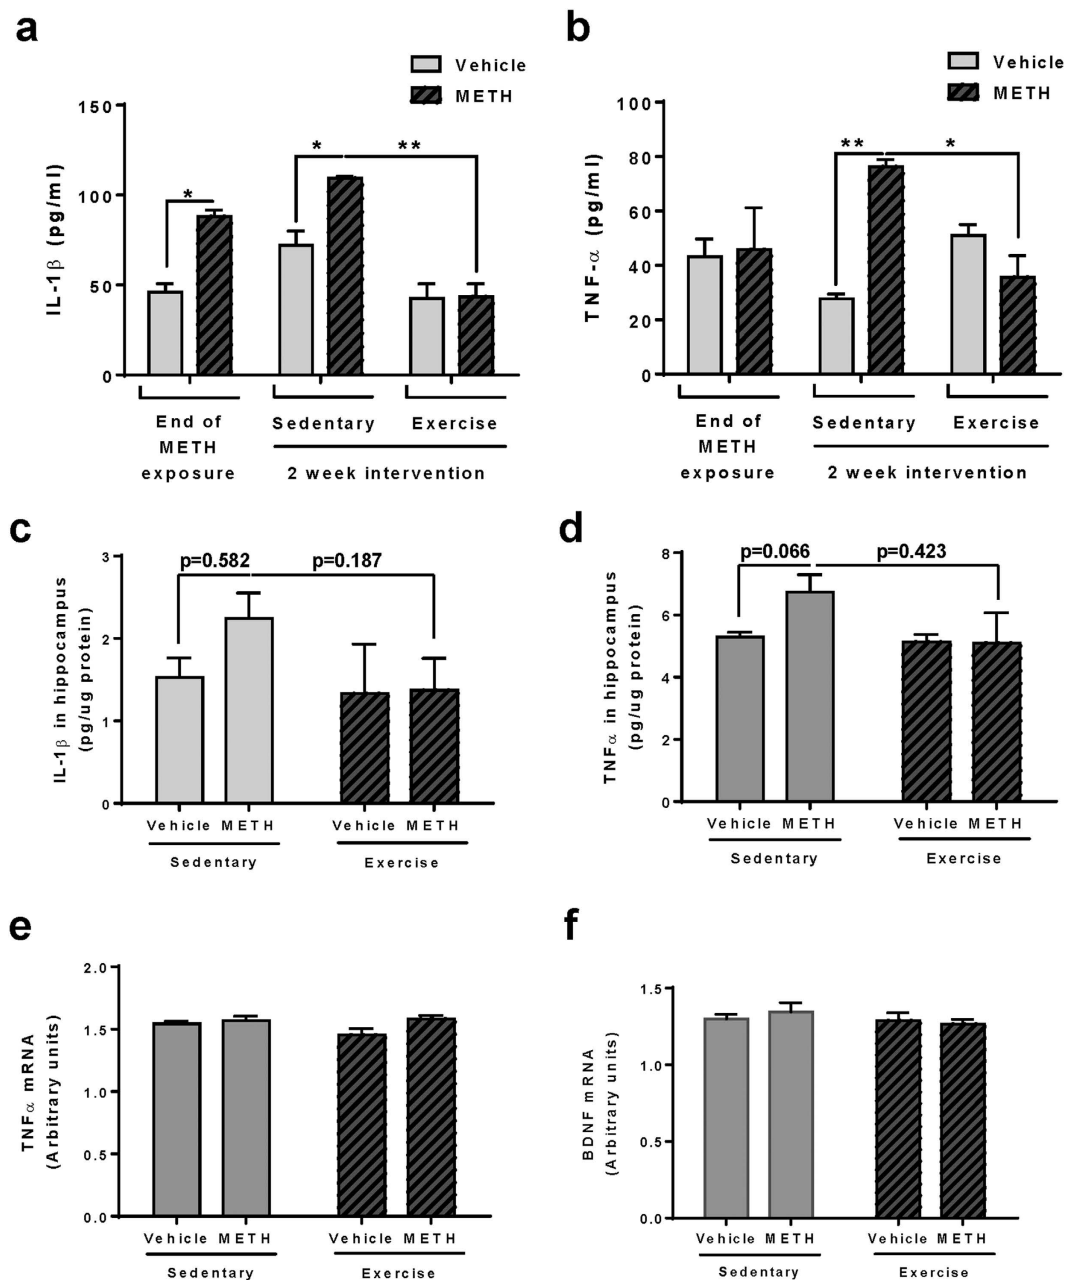 a
Vehicle
METH
IL-1β (pg/ml)
150
100
50
0
*
*
**
End of
METH
exposure
Sedentary
Exercise
2 week intervention
b
Vehicle
METH
TNF-α (pg/ml)
100
80
60
40
20
0
**
*
End of
METH
exposure
Sedentary
Exercise
2 week intervention
c
IL-1β in hippocampus
(pg/ug protein)
3
2
1
0
p=0.582
p=0.187
Vehicle METH
Vehicle METH
Sedentary
Exercise
d
TNFα in hippocampus
(pg/ug protein)
8
6
4
2
0
p=0.066
p=0.423
Vehicle METH
Vehicle METH
Sedentary
Exercise
e
TNFα mRNA
(Arbitrary units)
2.0
1.5
1.0
0.5
0.0
Vehicle METH
Vehicle METH
Sedentary
Exercise
f
BDNF mRNA
(Arbitrary units)
1.5
1.0
0.5
0.0
Vehicle METH
Vehicle METH
Sedentary
Exercise